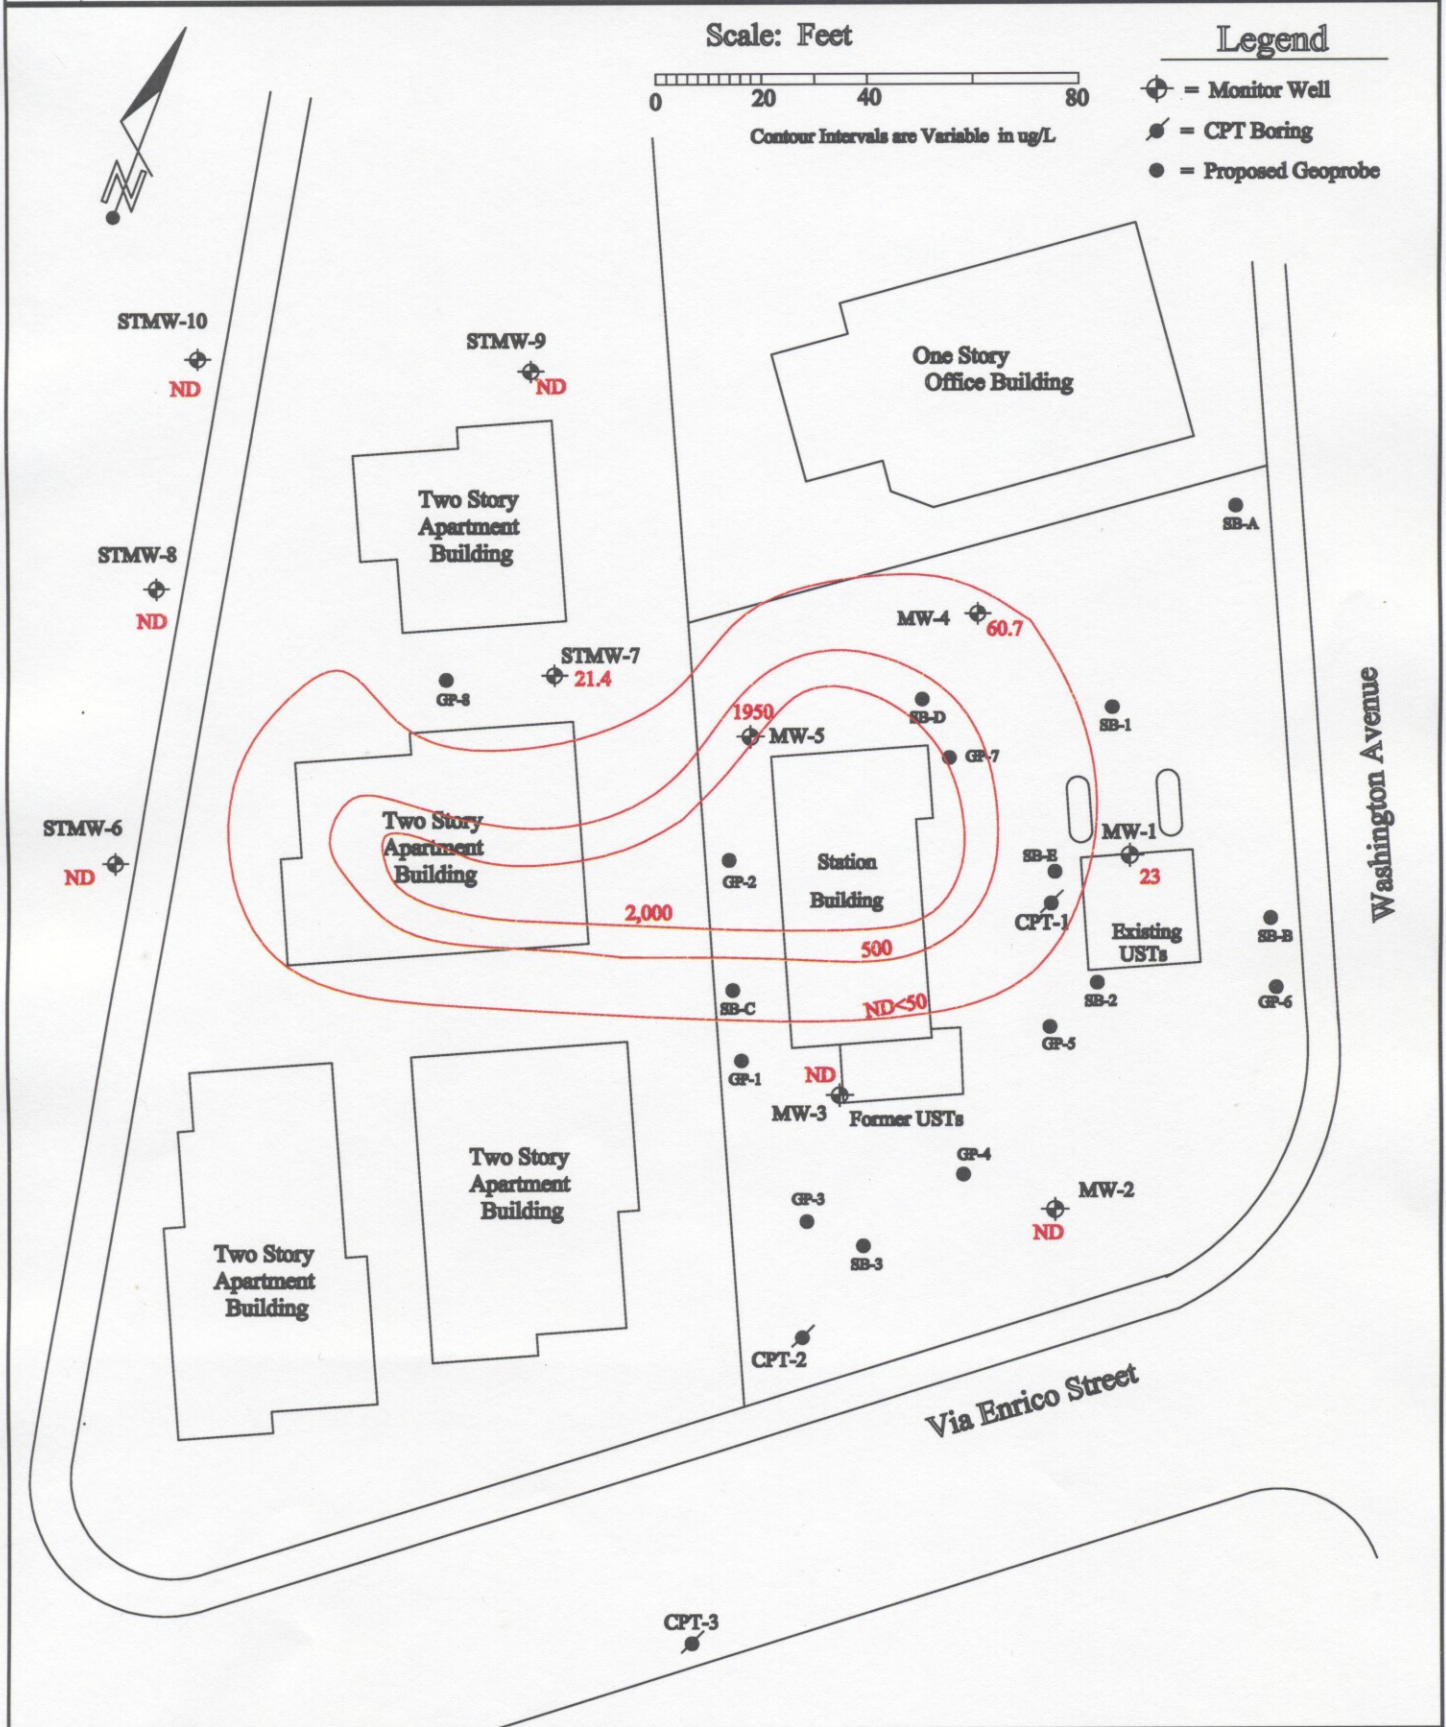 Scale: Feet
0 20 40 80
Contour Intervals are Variable in ug/L
Legend
= Monitor Well
= CPT Boring
= Proposed Geoprobe
N
STMW-10
ND
STMW-9
ND
One Story
Office Building
Two Story
Apartment
Building
SB-A
STMW-8
ND
MW-4
60.7
STMW-7
21.4
GP-8
1950
MW-5
SB-D
SB-1
GP-7
Washington Avenue
STMW-6
ND
Two Story
Apartment
Building
MW-1
23
SB-E
CPT-1
Station
Building
GP-2
2,000
500
Existing
USTs
SB-B
SB-2
GP-6
SB-C
ND<50
GP-5
GP-1
ND
MW-3
Former USTs
GP-4
Two Story
Apartment
Building
MW-2
ND
GP-3
SB-3
Two Story
Apartment
Building
CPT-2
Via Enrico Street
CPT-3